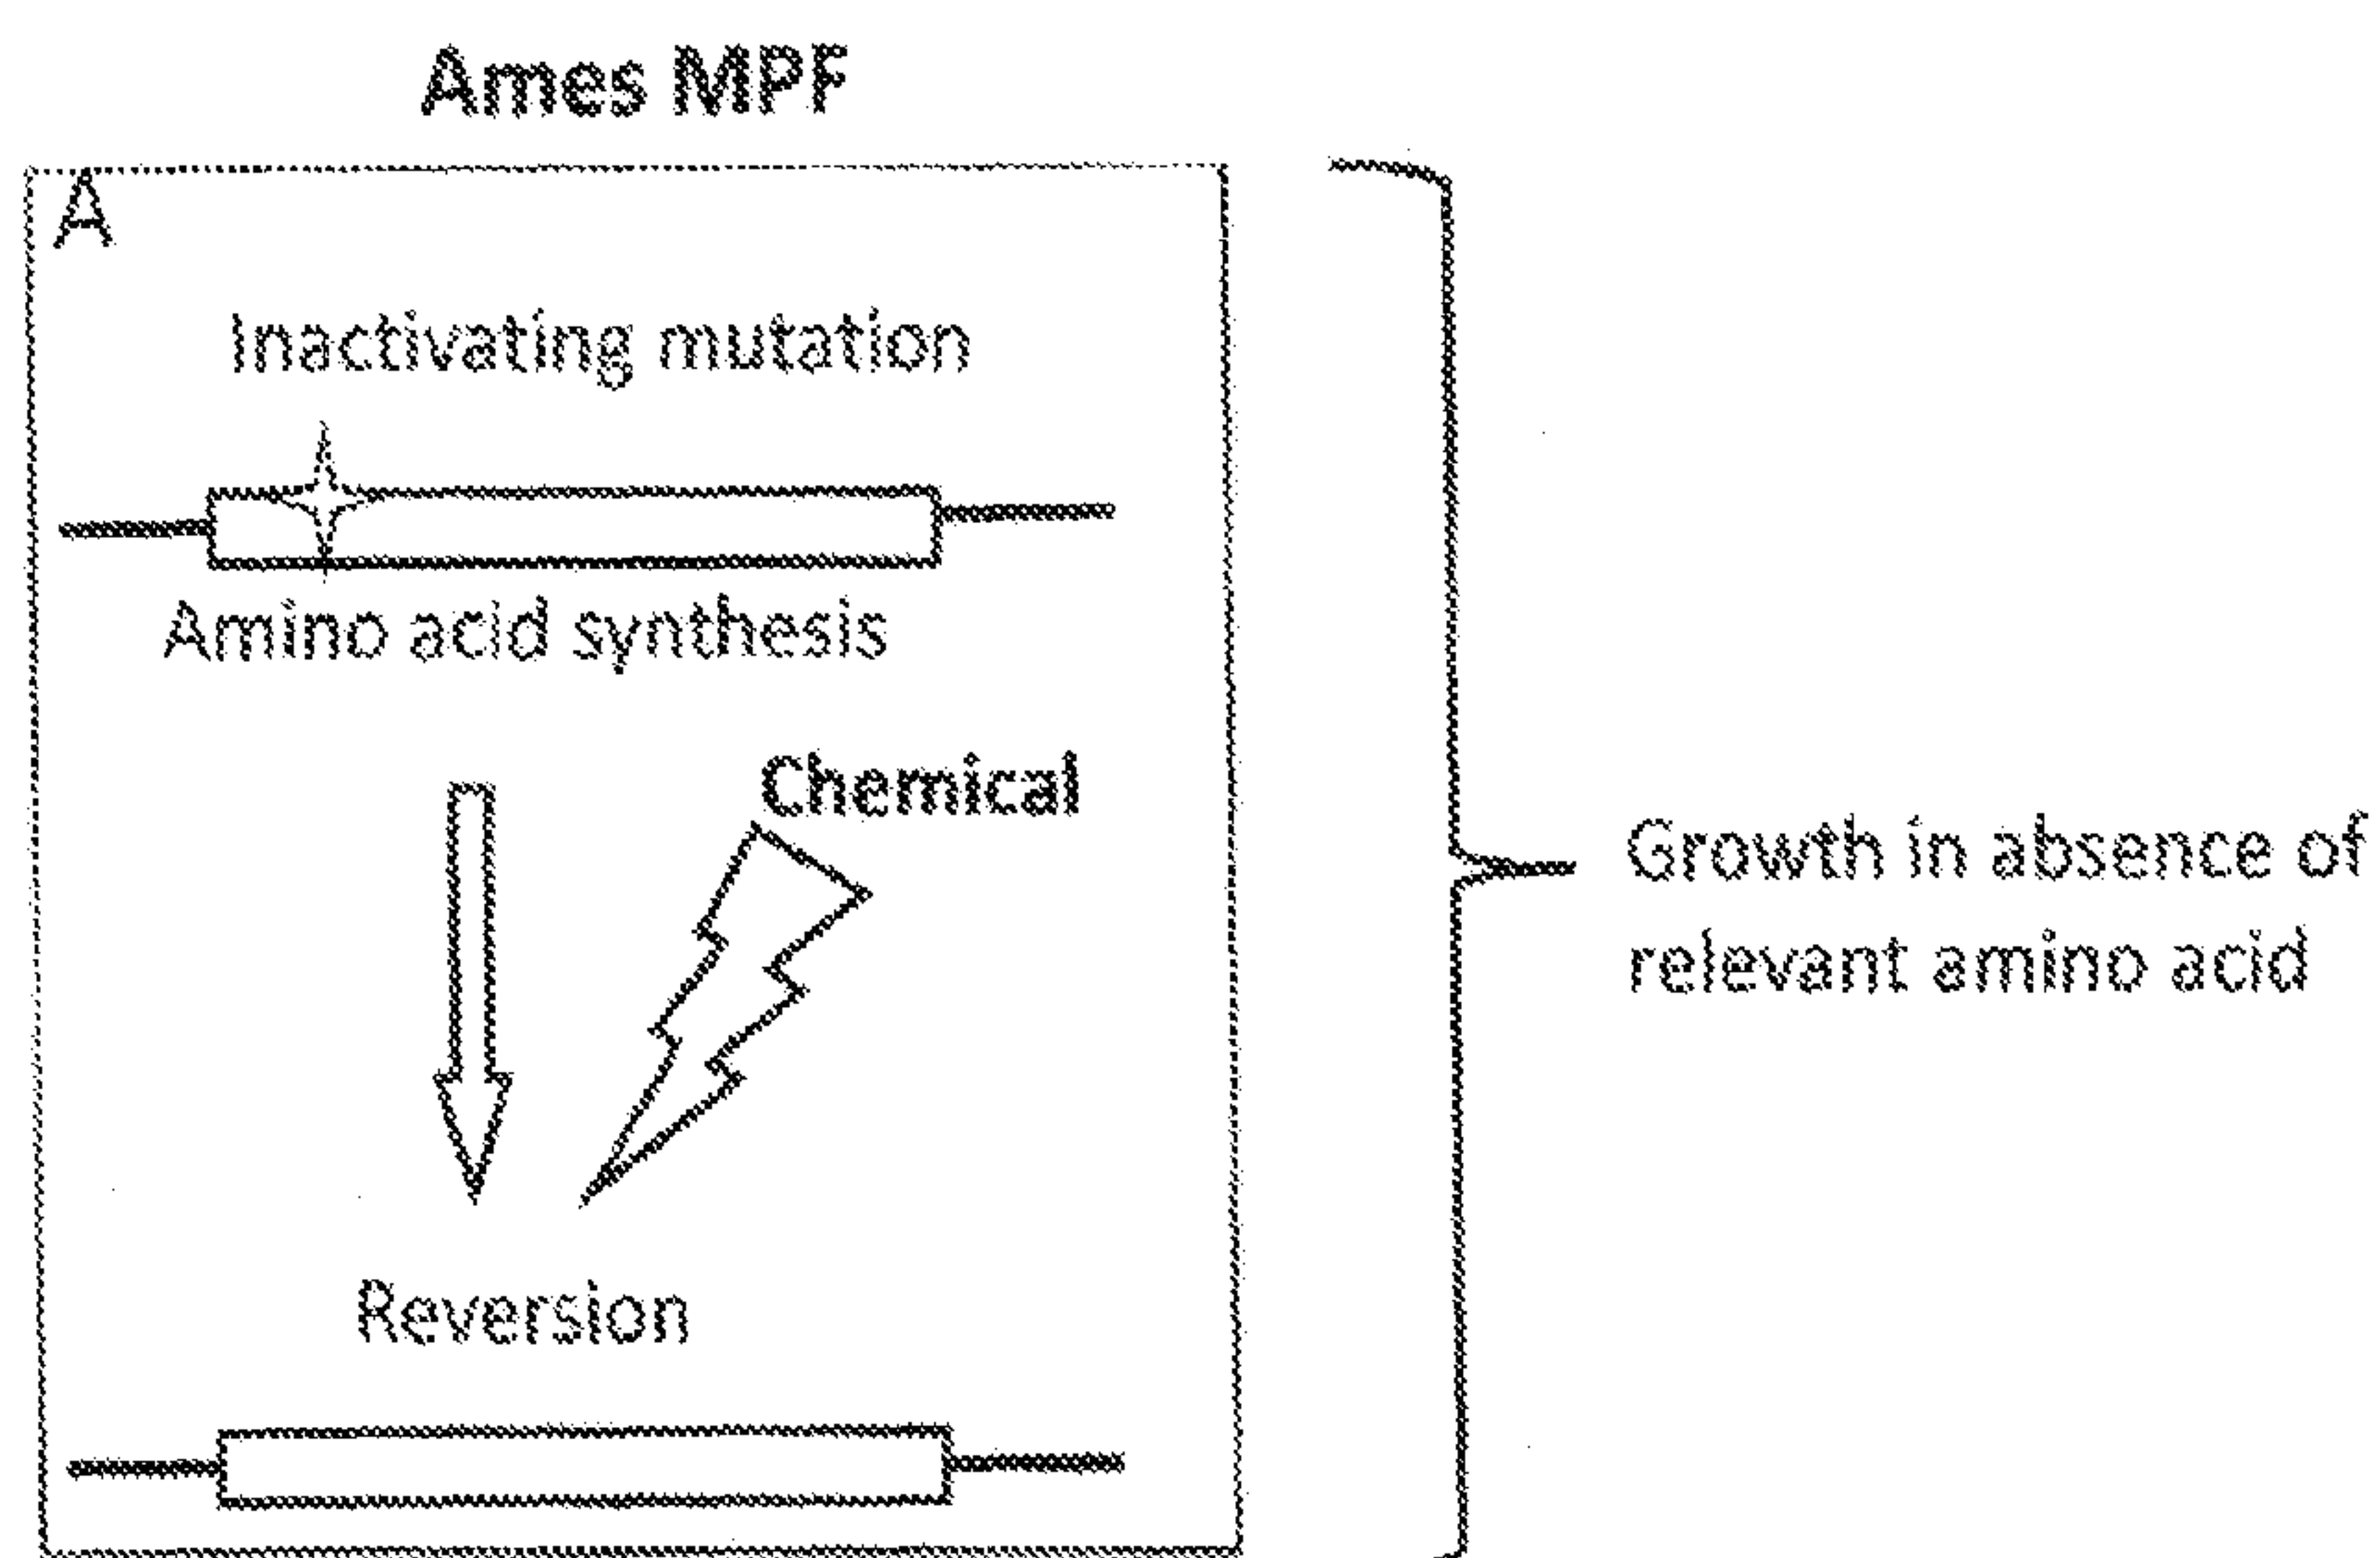 Ames MPF
A
Inactivating mutation
Amino acid synthesis
Chemical
Growth in absence of
relevant amino acid
Reversion